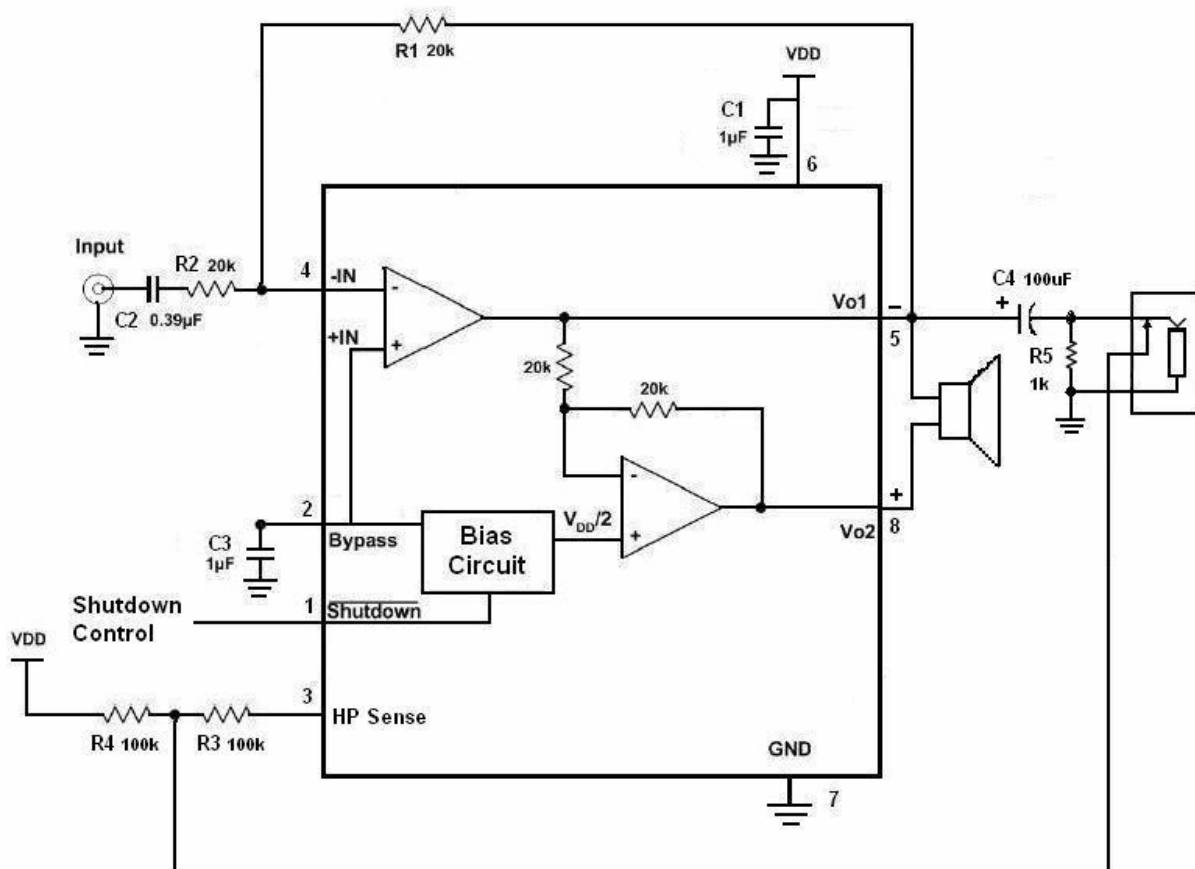 R1 20k
VDD
C1
1µF
6
Input
R2 20k
4
-IN
-
C2 0.39µF
+IN
+
Vo1
−
5
C4 100uF
+
R5
1k
20k
20k
2
Bypass
C3
1µF
Bias
Circuit
VDD/2
-
+
+
Vo2
8
Shutdown
Control
1
Shutdown
VDD
3
HP Sense
R4 100k
R3 100k
GND
7